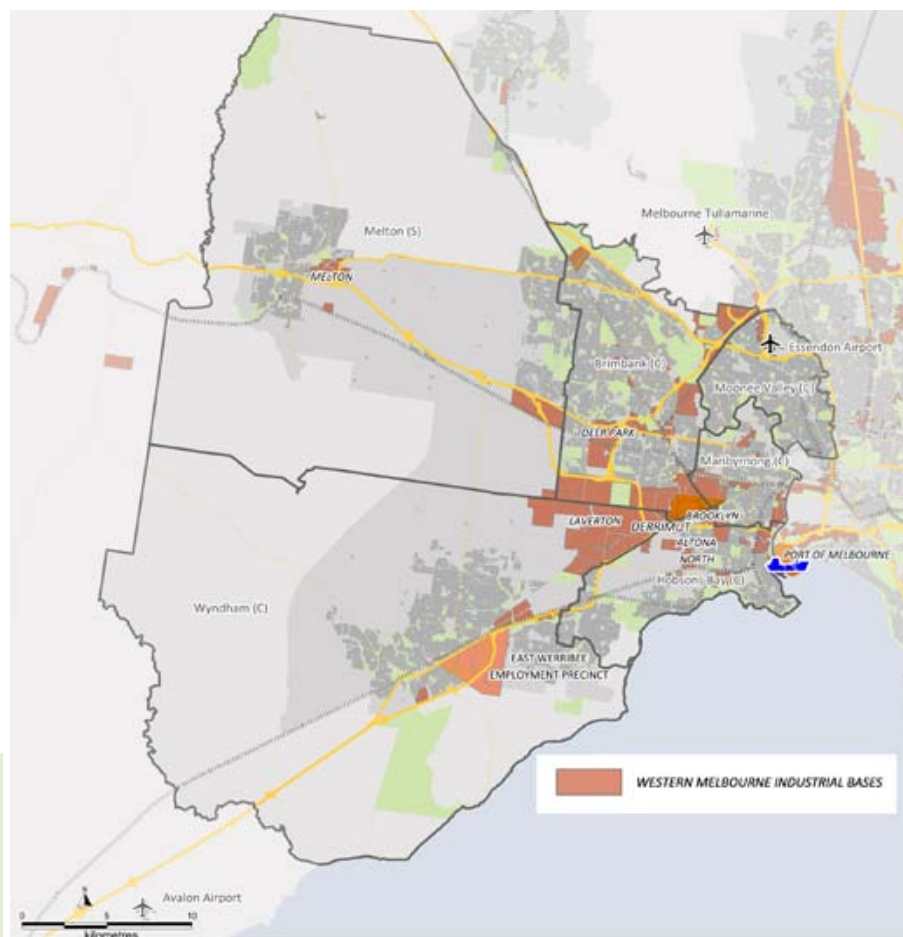 Melbourne Tullamarine
Melton (S)
MELTON
Essendon Airport
Brimbank (C)
Moonee Valley (C)
DEER PARK
Maribyrnong (C)
BROOKLYN
LAVERTON
DERRIMUT
ALTONA
NORTH
PORT OF MELBOURNE
Hobsons Bay (C)
Wyndham (C)
EAST WERRIBEE
EMPLOYMENT PRECINCT
WESTERN MELBOURNE INDUSTRIAL BASES
N
Avalon Airport
0 5 10
kilometres